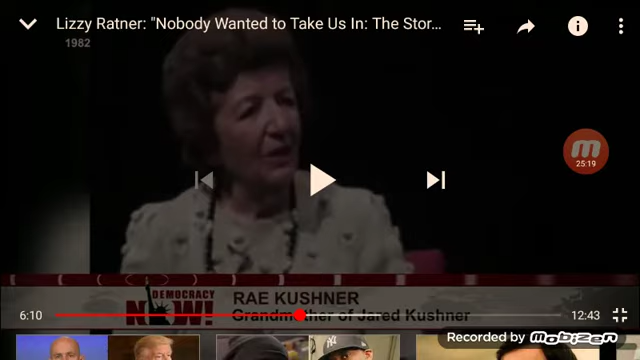 Lizzy Ratner: "Nobody Wanted to Take Us In: The Stor...
1982
25:19
DEMOCRACY
NOW!
RAE KUSHNER
Grandmother of Jared Kushner
6:10
12:43
Recorded by mobizen